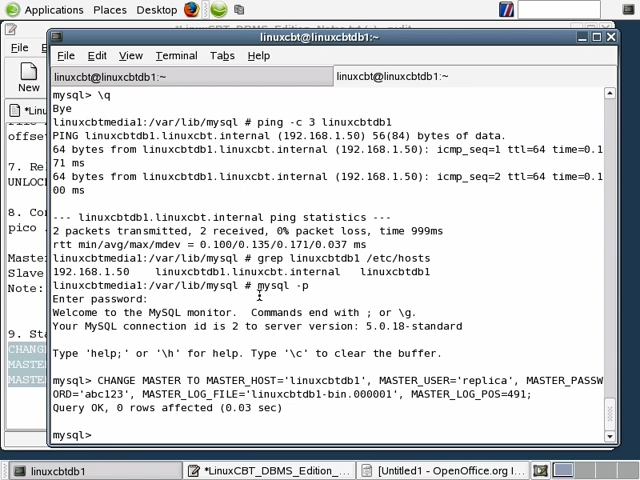 Applications Places Desktop
linuxcbt@linuxcbtdb1:~
File
File Edit View Terminal Tabs Help
linuxcbt@linuxcbtdb1:~ linuxcbt@linuxcbtdb1:~
New
*Linu
offset
7. Re
UNLOC
8. Co
pico
Maste
Slave
Note:
9. St
CHANG
MASTE
MASTE
mysql> \q
Bye
linuxcbtmedia1:/var/lib/mysql # ping -c 3 linuxcbtdb1
PING linuxcbtdb1.linuxcbt.internal (192.168.1.50) 56(84) bytes of data.
64 bytes from linuxcbtdb1.linuxcbt.internal (192.168.1.50): icmp_seq=1 ttl=64 time=0.1
71 ms
64 bytes from linuxcbtdb1.linuxcbt.internal (192.168.1.50): icmp_seq=2 ttl=64 time=0.1
00 ms
--- linuxcbtdb1.linuxcbt.internal ping statistics ---
2 packets transmitted, 2 received, 0% packet loss, time 999ms
rtt min/avg/max/mdev = 0.100/0.135/0.171/0.037 ms
linuxcbtmedia1:/var/lib/mysql # grep linuxcbtdb1 /etc/hosts
192.168.1.50 linuxcbtdb1.linuxcbt.internal linuxcbtdb1
linuxcbtmedia1:/var/lib/mysql # mysql -p
Enter password:
Welcome to the MySQL monitor. Commands end with ; or \g.
Your MySQL connection id is 2 to server version: 5.0.18-standard
Type 'help;' or '\h' for help. Type '\c' to clear the buffer.
mysql> CHANGE MASTER TO MASTER_HOST='linuxcbtdb1', MASTER_USER='replica', MASTER_PASSW
ORD='abc123', MASTER_LOG_FILE='linuxcbtdb1-bin.000001', MASTER_LOG_POS=491;
Query OK, 0 rows affected (0.03 sec)
mysql>
linuxcbtdb1 *LinuxCBT_DBMS_Edition_... [Untitled1 - OpenOffice.org I...